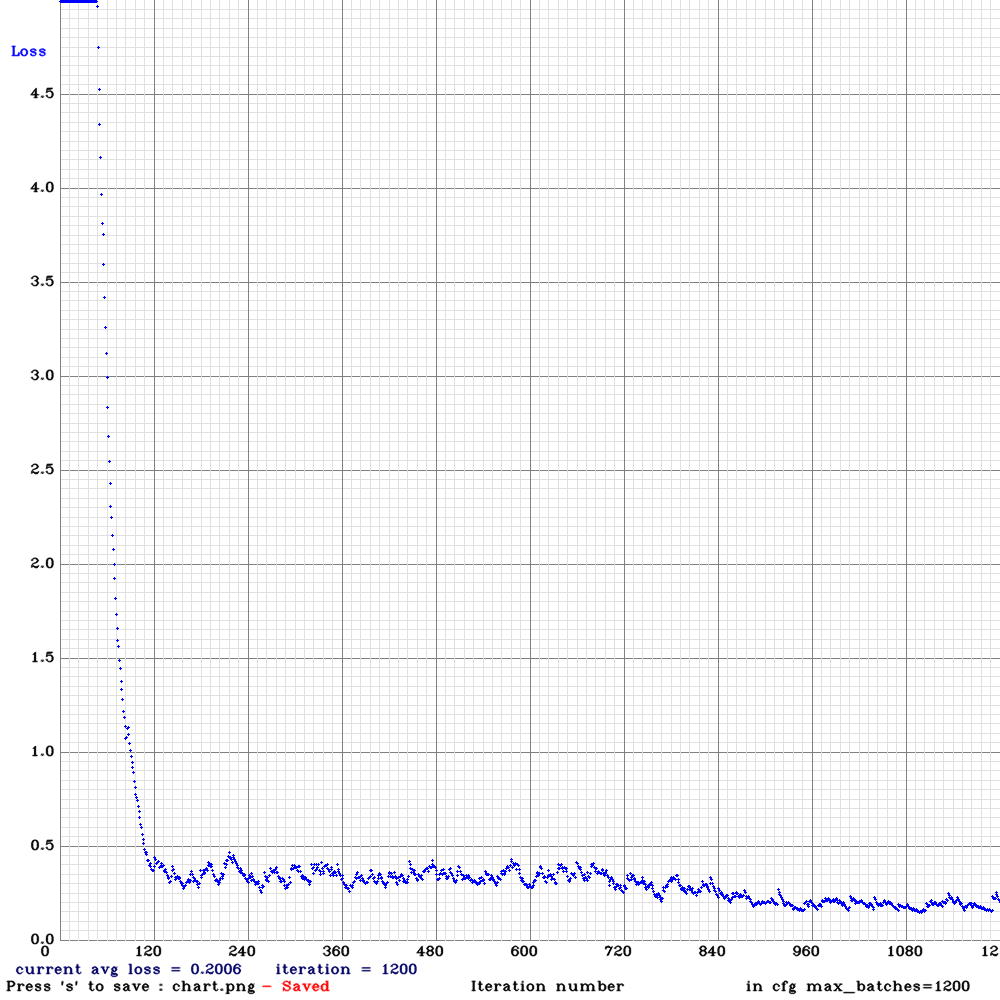 Loss
4.5
4.0
3.5
3.0
2.5
2.0
1.5
1.0
0.5
0.0
0 120 240 360 480 600 720 840 960 1080 12
current avg loss = 0.2006 iteration = 1200
Press 's' to save : chart.png - Saved Iteration number in cfg max_batches=1200